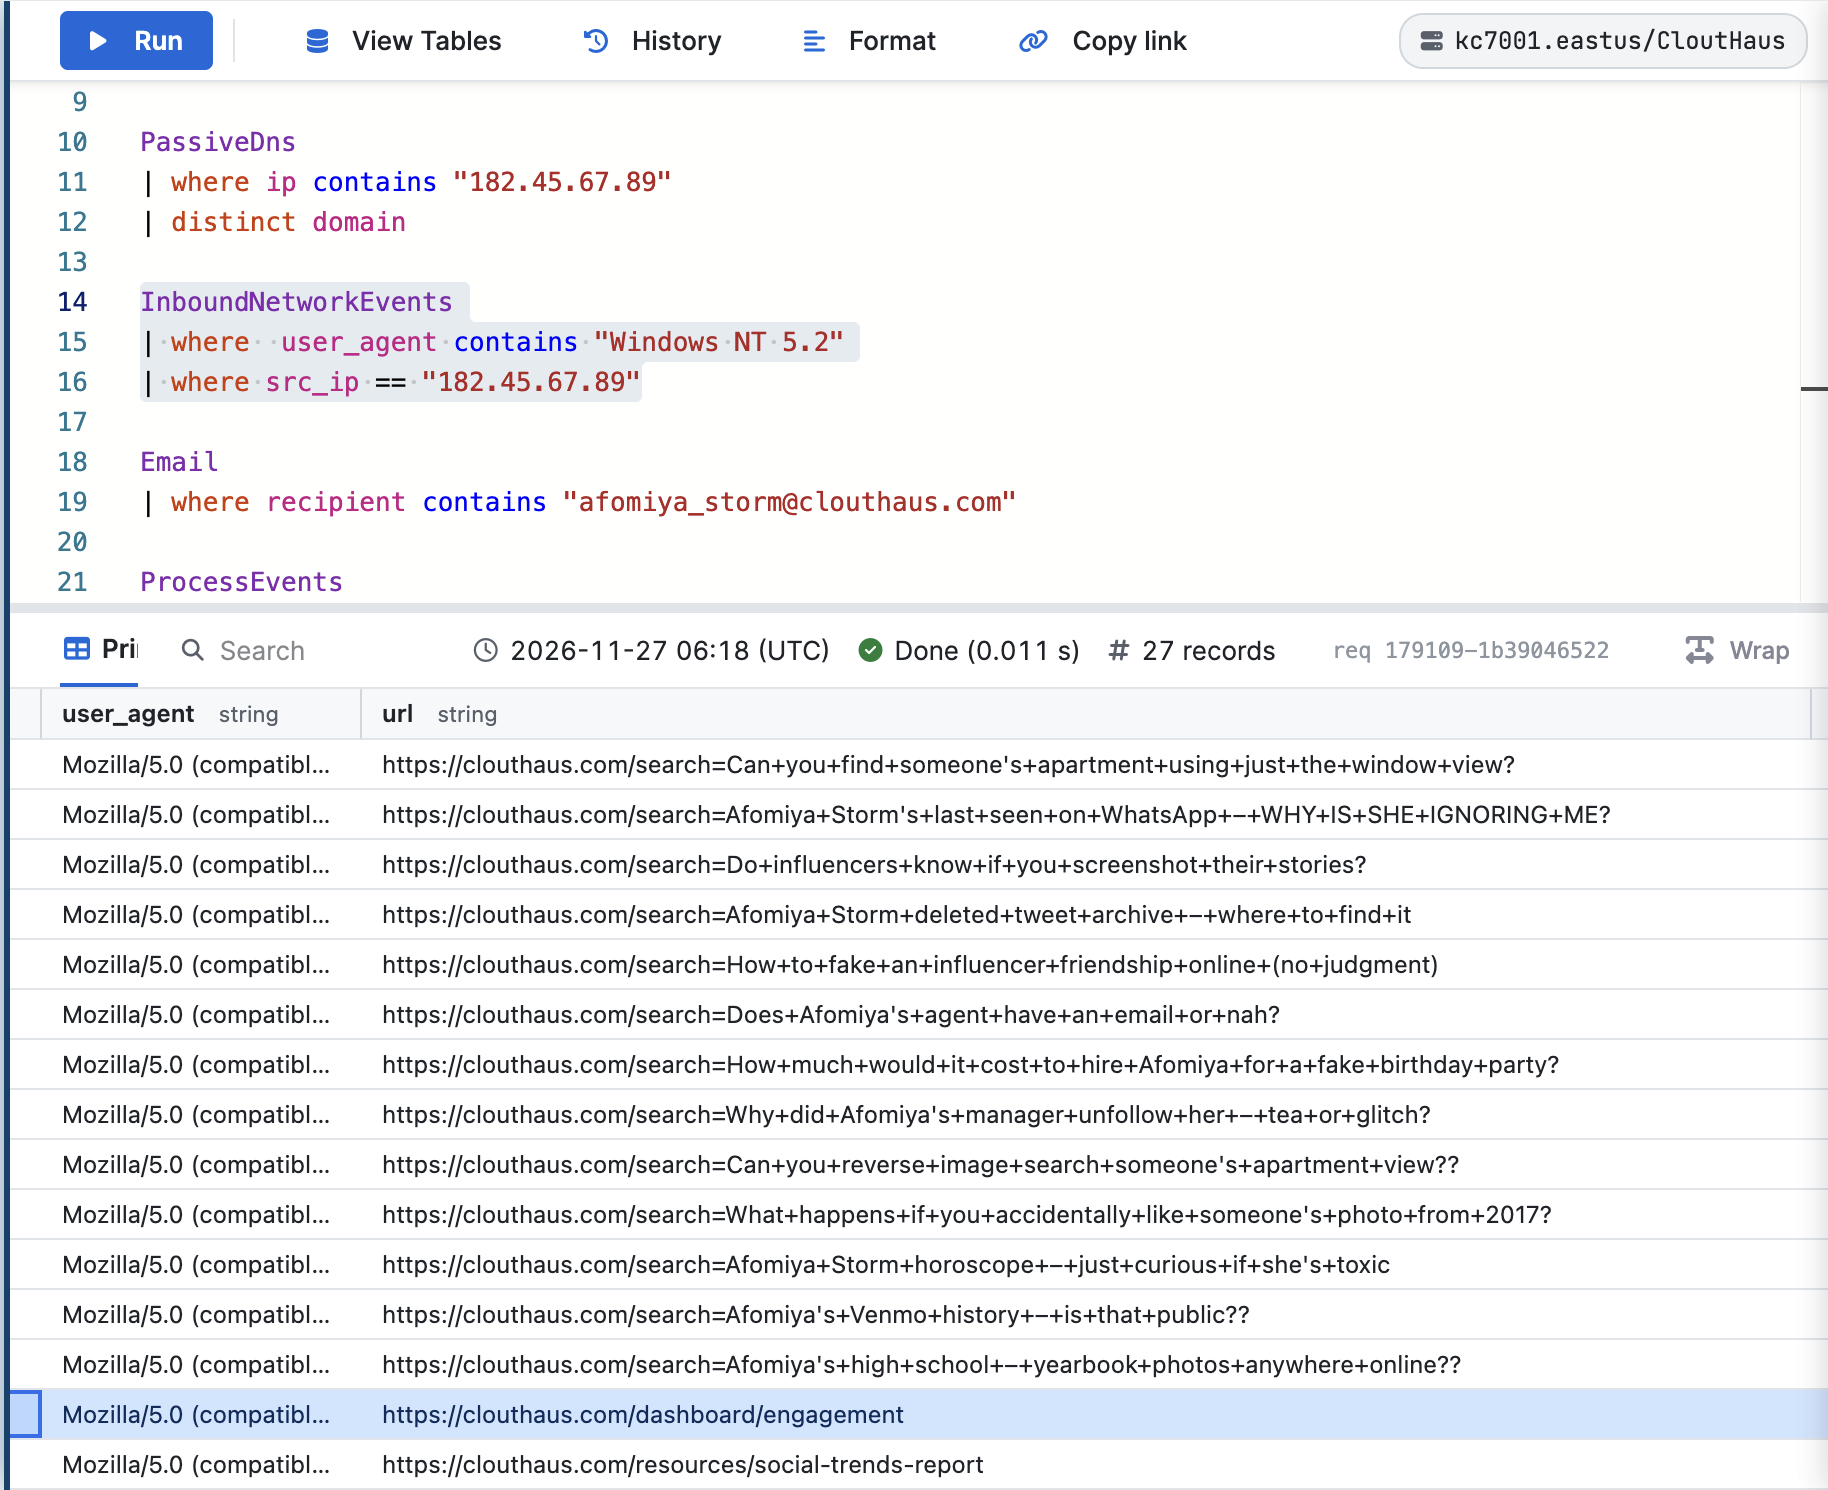 Run View Tables History Format Copy link kc7001.eastus/CloutHaus
9
10 PassiveDns
11 | where ip contains "182.45.67.89"
12 | distinct domain
13
14 InboundNetworkEvents
15 | where user_agent contains "Windows NT 5.2"
16 | where src_ip == "182.45.67.89"
17
18 Email
19 | where recipient contains "afomiya_storm@clouthaus.com"
20
21 ProcessEvents
Pri Search 2026-11-27 06:18 (UTC) Done (0.011 s) # 27 records req 179109-1b39046522 Wrap
user_agent string url string
Mozilla/5.0 (compatibl... https://clouthaus.com/search=Can+you+find+someone's+apartment+using+just+the+window+view?
Mozilla/5.0 (compatibl... https://clouthaus.com/search=Afomiya+Storm's+last+seen+on+WhatsApp+–+WHY+IS+SHE+IGNORING+ME?
Mozilla/5.0 (compatibl... https://clouthaus.com/search=Do+influencers+know+if+you+screenshot+their+stories?
Mozilla/5.0 (compatibl... https://clouthaus.com/search=Afomiya+Storm+deleted+tweet+archive+–+where+to+find+it
Mozilla/5.0 (compatibl... https://clouthaus.com/search=How+to+fake+an+influencer+friendship+online+(no+judgment)
Mozilla/5.0 (compatibl... https://clouthaus.com/search=Does+Afomiya's+agent+have+an+email+or+nah?
Mozilla/5.0 (compatibl... https://clouthaus.com/search=How+much+would+it+cost+to+hire+Afomiya+for+a+fake+birthday+party?
Mozilla/5.0 (compatibl... https://clouthaus.com/search=Why+did+Afomiya's+manager+unfollow+her+–+tea+or+glitch?
Mozilla/5.0 (compatibl... https://clouthaus.com/search=Can+you+reverse+image+search+someone's+apartment+view??
Mozilla/5.0 (compatibl... https://clouthaus.com/search=What+happens+if+you+accidentally+like+someone's+photo+from+2017?
Mozilla/5.0 (compatibl... https://clouthaus.com/search=Afomiya+Storm+horoscope+–+just+curious+if+she's+toxic
Mozilla/5.0 (compatibl... https://clouthaus.com/search=Afomiya's+Venmo+history+–+is+that+public??
Mozilla/5.0 (compatibl... https://clouthaus.com/search=Afomiya's+high+school+–+yearbook+photos+anywhere+online??
Mozilla/5.0 (compatibl... https://clouthaus.com/dashboard/engagement
Mozilla/5.0 (compatibl... https://clouthaus.com/resources/social-trends-report